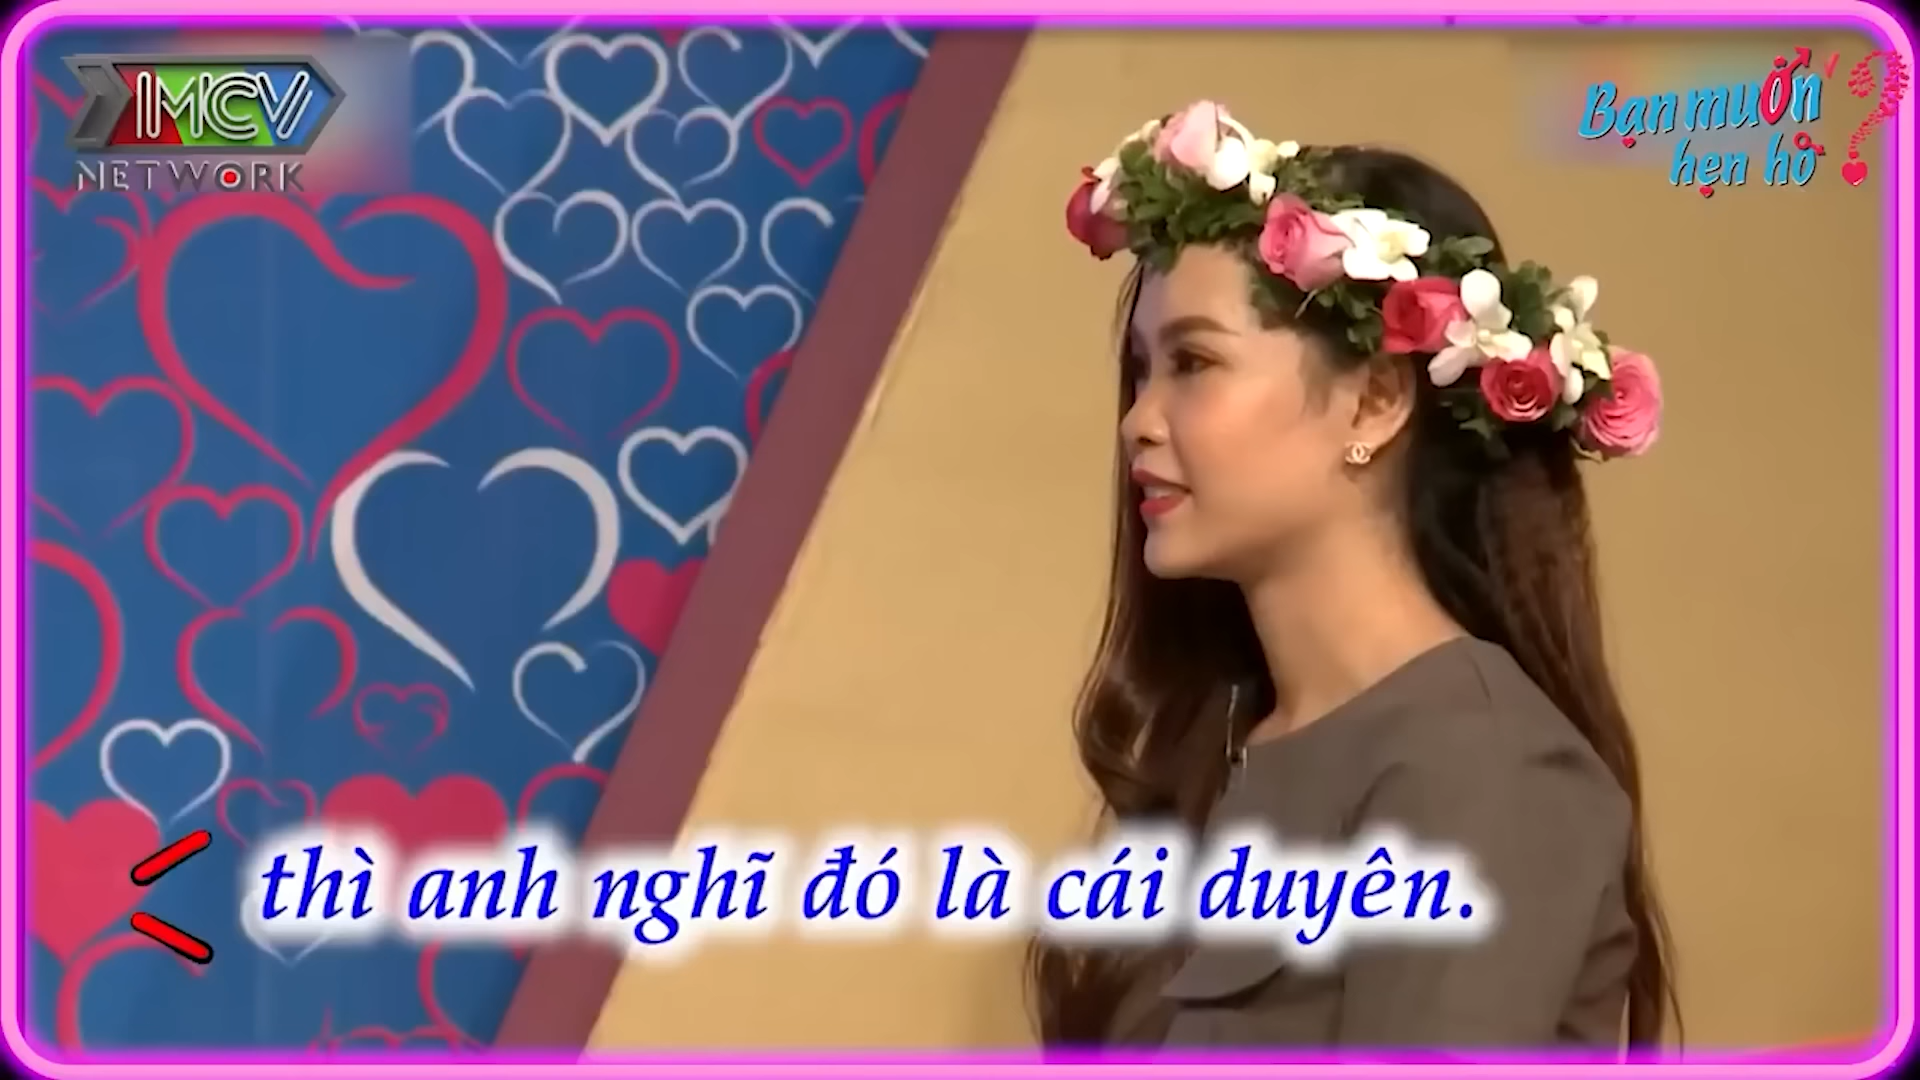 MCV
NETWORK
Bạn muốn
hẹn hò ?
thì anh nghĩ đó là cái duyên.